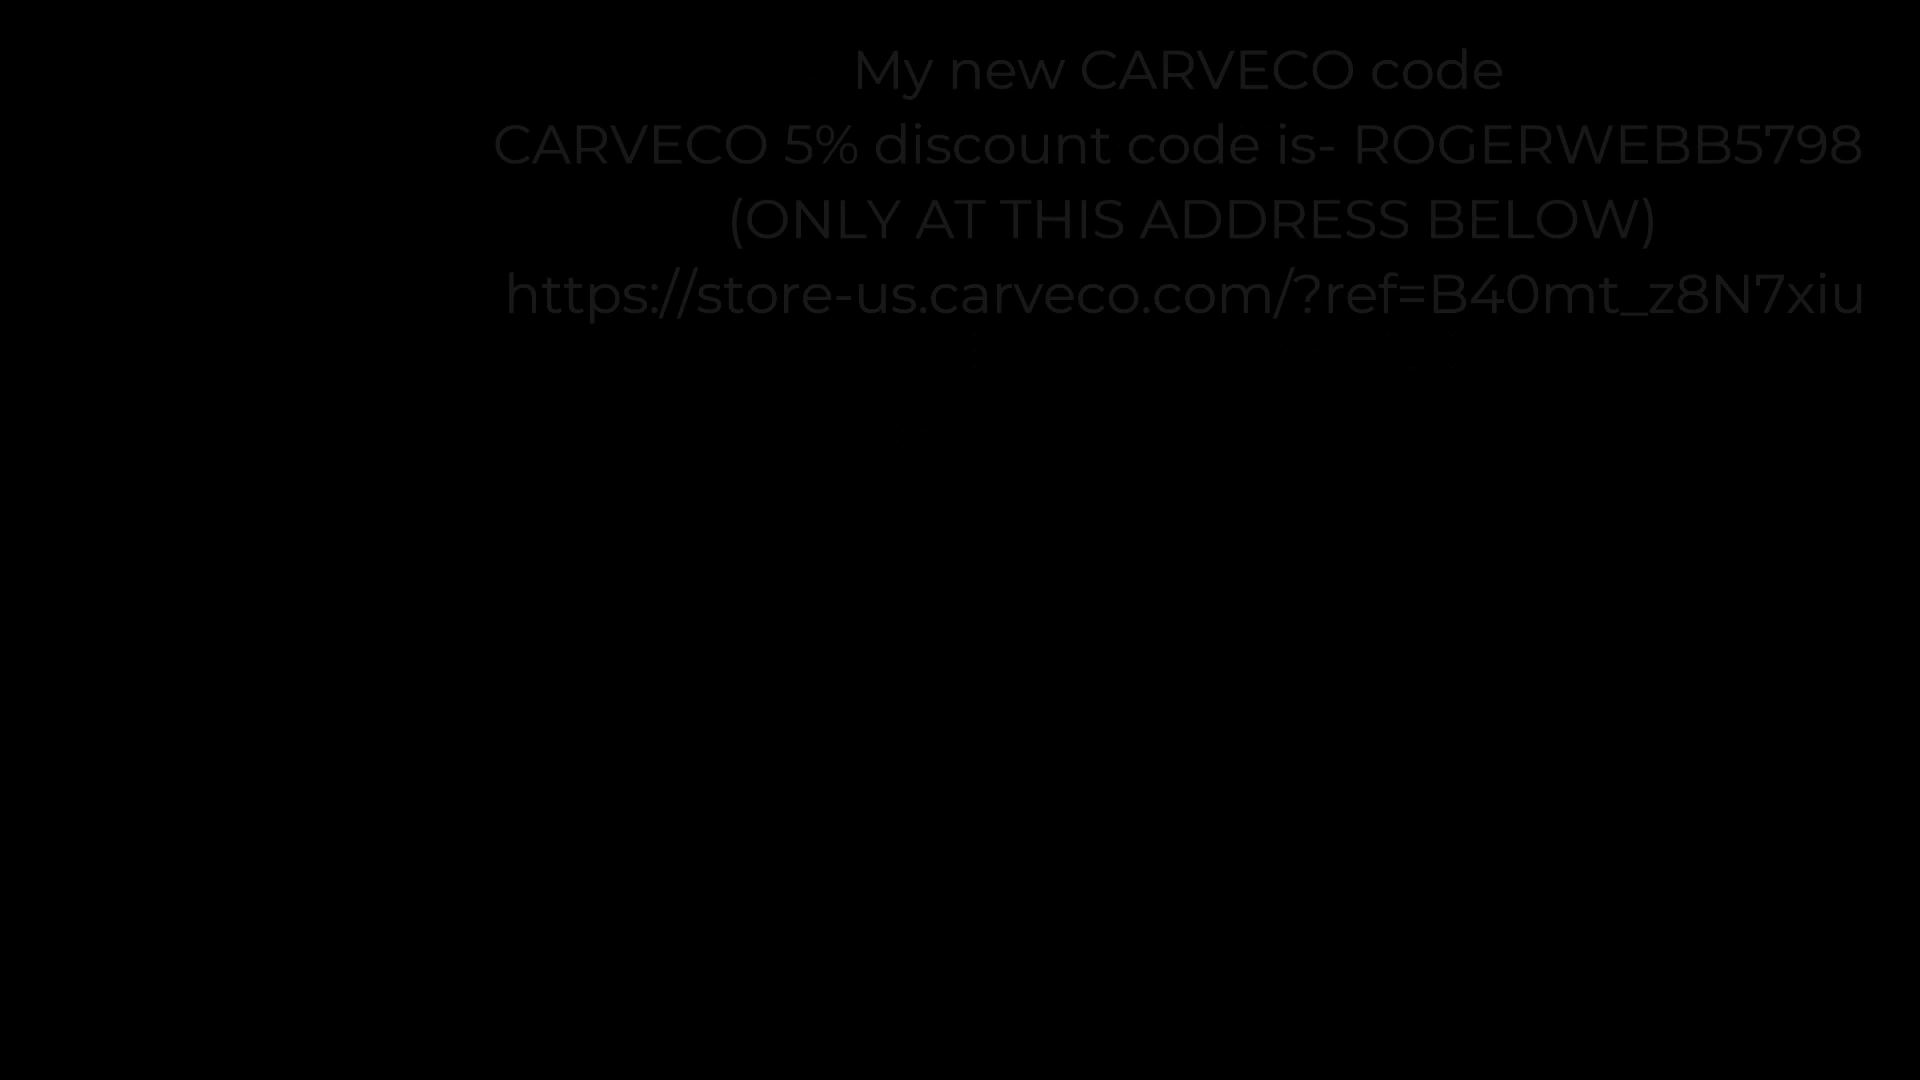 My new CARVECO code
CARVECO 5% discount code is- ROGERWEBB5798
(ONLY AT THIS ADDRESS BELOW)
https://store-us.carveco.com/?ref=B40mt_z8N7xiu